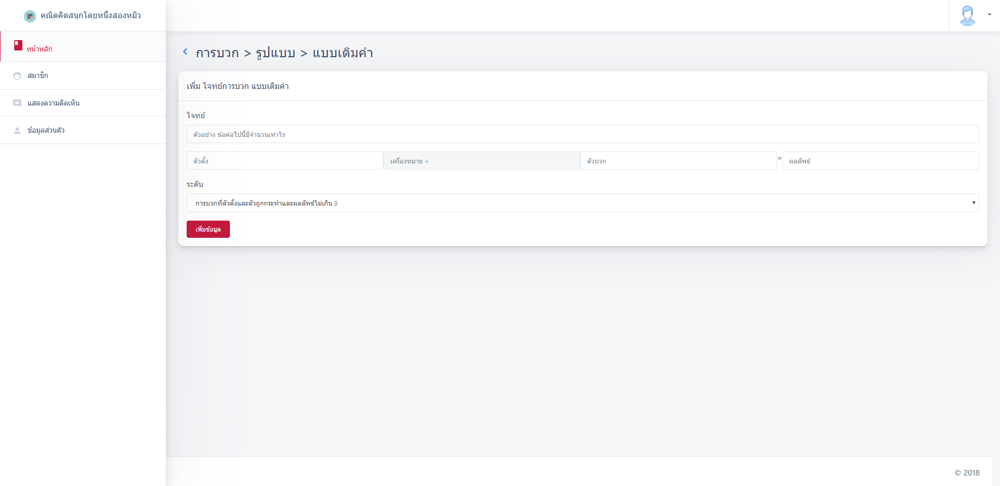 คณิตคิดสนุกโดยหนึ่งสองหมิว
หน้าหลัก
สมาชิก
แสดงความคิดเห็น
ข้อมูลส่วนตัว
การบวก > รูปแบบ > แบบเติมคำ
เพิ่ม โจทย์การบวก แบบเติมคำ
โจทย์
ตัวอย่าง ข้อต่อไปนี้มีจำนวนเท่าไร
ตัวตั้ง เครื่องหมาย + ตัวบวก = ผลลัพธ์
ระดับ
การบวกที่ตัวตั้งและตัวถูกกระทำและผลลัพธ์ไม่เกิน 9
เพิ่มข้อมูล
© 2018